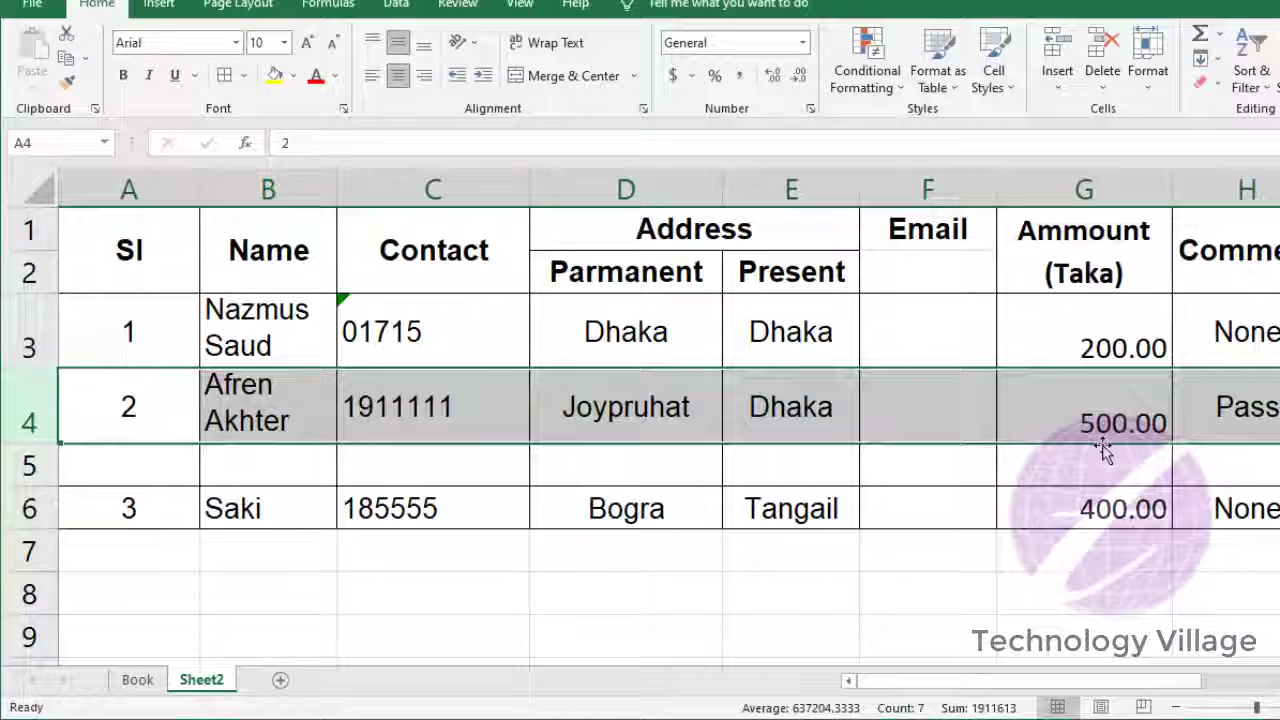 File Home Insert Page Layout Formulas Data Review View Help Tell me what you want to do
Paste
Arial 10
B I U
Wrap Text
Merge & Center
General
$ % ,
Conditional Formatting
Format as Table
Cell Styles
Insert Delete Format
Sort & Filter
Clipboard Font Alignment Number Styles Cells Editing
A4 fx 2
A B C D E F G H
1 Sl Name Contact Address Email Ammount (Taka) Comme
2 Parmanent Present
3 1 Nazmus Saud 01715 Dhaka Dhaka 200.00 None
4 2 Afren Akhter 1911111 Joypruhat Dhaka 500.00 Pass
5
6 3 Saki 185555 Bogra Tangail 400.00 None
7
8
9
Technology Village
Book Sheet2
Ready Average: 637204.3333 Count: 7 Sum: 1911613